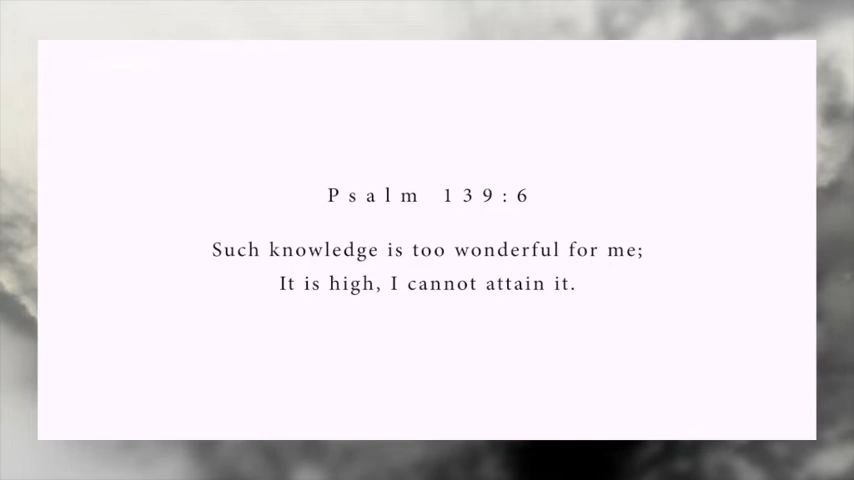 Psalm 139:6
Such knowledge is too wonderful for me;
It is high, I cannot attain it.